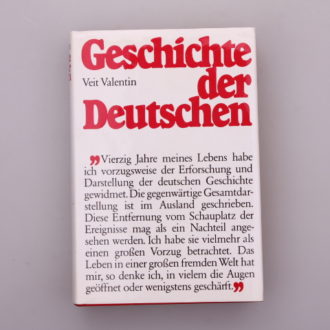 Geschichte
Veit Valentin
der
Deutschen
„Vierzig Jahre meines Lebens habe
ich vorzugsweise der Erforschung und
Darstellung der deutschen Geschichte
gewidmet. Die gegenwärtige Gesamtdar-
stellung ist im Ausland geschrieben.
Diese Entfernung vom Schauplatz der
Ereignisse mag als ein Nachteil ange-
sehen werden. Ich habe sie vielmehr als
einen großen Vorzug betrachtet. Das
Leben in einer großen fremden Welt hat
mir, so denke ich, in vielem die Augen
geöffnet oder wenigstens geschärft.”